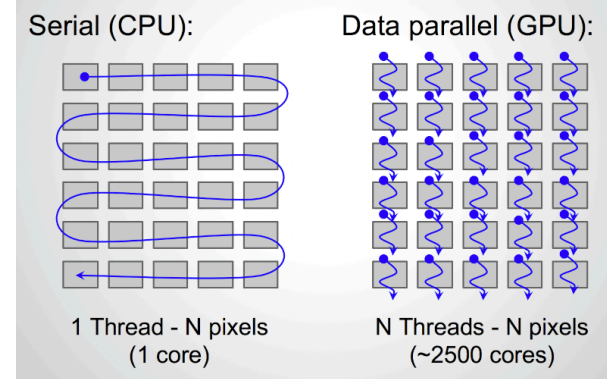 Serial (CPU):
Data parallel (GPU):
1 Thread - N pixels
(1 core)
N Threads - N pixels
(~2500 cores)